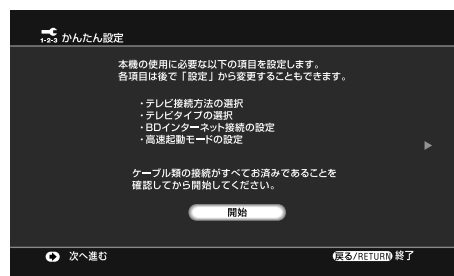 1-2-3 かんたん設定
本機の使用に必要な以下の項目を設定します。
各項目は後で「設定」から変更することもできます。
・テレビ接続方法の選択
・テレビタイプの選択
・BDインターネット接続の設定
・高速起動モードの設定
ケーブル類の接続がすべてお済みであることを
確認してから開始してください。
開始
次へ進む
戻る/RETURN 終了